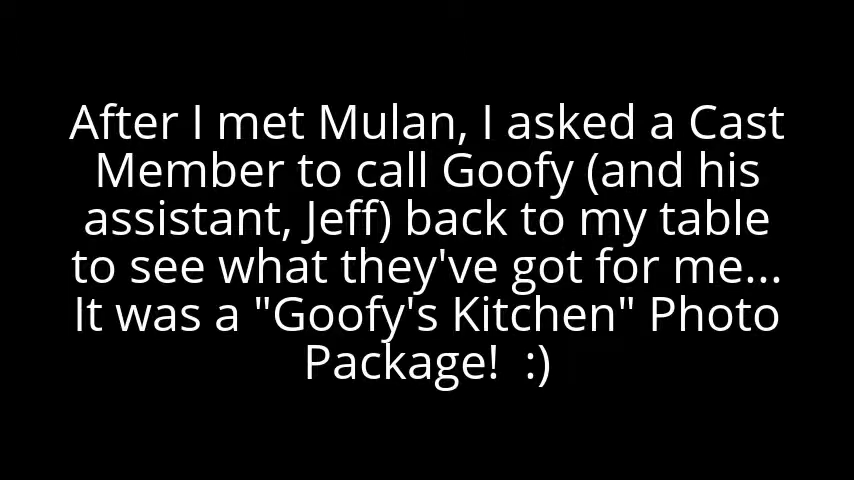 After I met Mulan, I asked a Cast
Member to call Goofy (and his
assistant, Jeff) back to my table
to see what they've got for me...
It was a "Goofy's Kitchen" Photo
Package!  :)